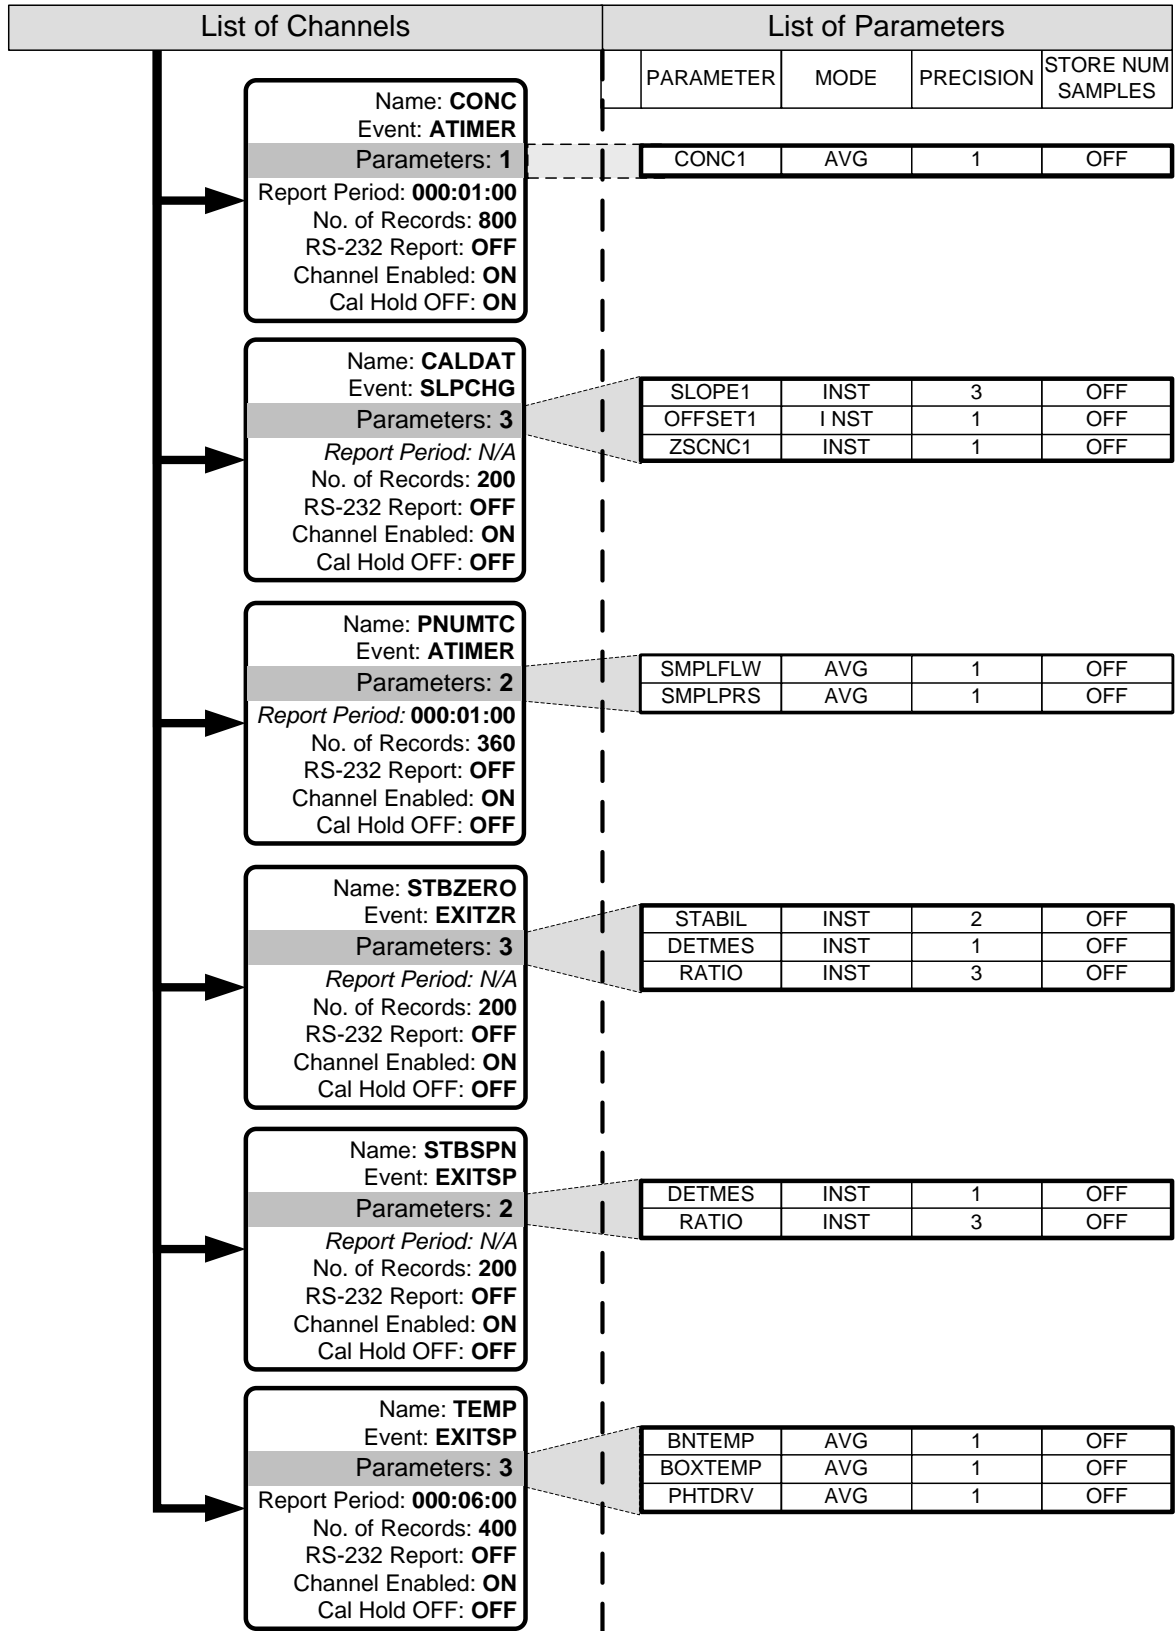 List of Channels
List of Parameters
PARAMETER MODE PRECISION STORE NUM SAMPLES
Name: CONC
Event: ATIMER
Parameters: 1
Report Period: 000:01:00
No. of Records: 800
RS-232 Report: OFF
Channel Enabled: ON
Cal Hold OFF: ON
CONC1 AVG 1 OFF
Name: CALDAT
Event: SLPCHG
Parameters: 3
Report Period: N/A
No. of Records: 200
RS-232 Report: OFF
Channel Enabled: ON
Cal Hold OFF: OFF
SLOPE1 INST 3 OFF
OFFSET1 I NST 1 OFF
ZSCNC1 INST 1 OFF
Name: PNUMTC
Event: ATIMER
Parameters: 2
Report Period: 000:01:00
No. of Records: 360
RS-232 Report: OFF
Channel Enabled: ON
Cal Hold OFF: OFF
SMPLFLW AVG 1 OFF
SMPLPRS AVG 1 OFF
Name: STBZERO
Event: EXITZR
Parameters: 3
Report Period: N/A
No. of Records: 200
RS-232 Report: OFF
Channel Enabled: ON
Cal Hold OFF: OFF
STABIL INST 2 OFF
DETMES INST 1 OFF
RATIO INST 3 OFF
Name: STBSPN
Event: EXITSP
Parameters: 2
Report Period: N/A
No. of Records: 200
RS-232 Report: OFF
Channel Enabled: ON
Cal Hold OFF: OFF
DETMES INST 1 OFF
RATIO INST 3 OFF
Name: TEMP
Event: EXITSP
Parameters: 3
Report Period: 000:06:00
No. of Records: 400
RS-232 Report: OFF
Channel Enabled: ON
Cal Hold OFF: OFF
BNTEMP AVG 1 OFF
BOXTEMP AVG 1 OFF
PHTDRV AVG 1 OFF